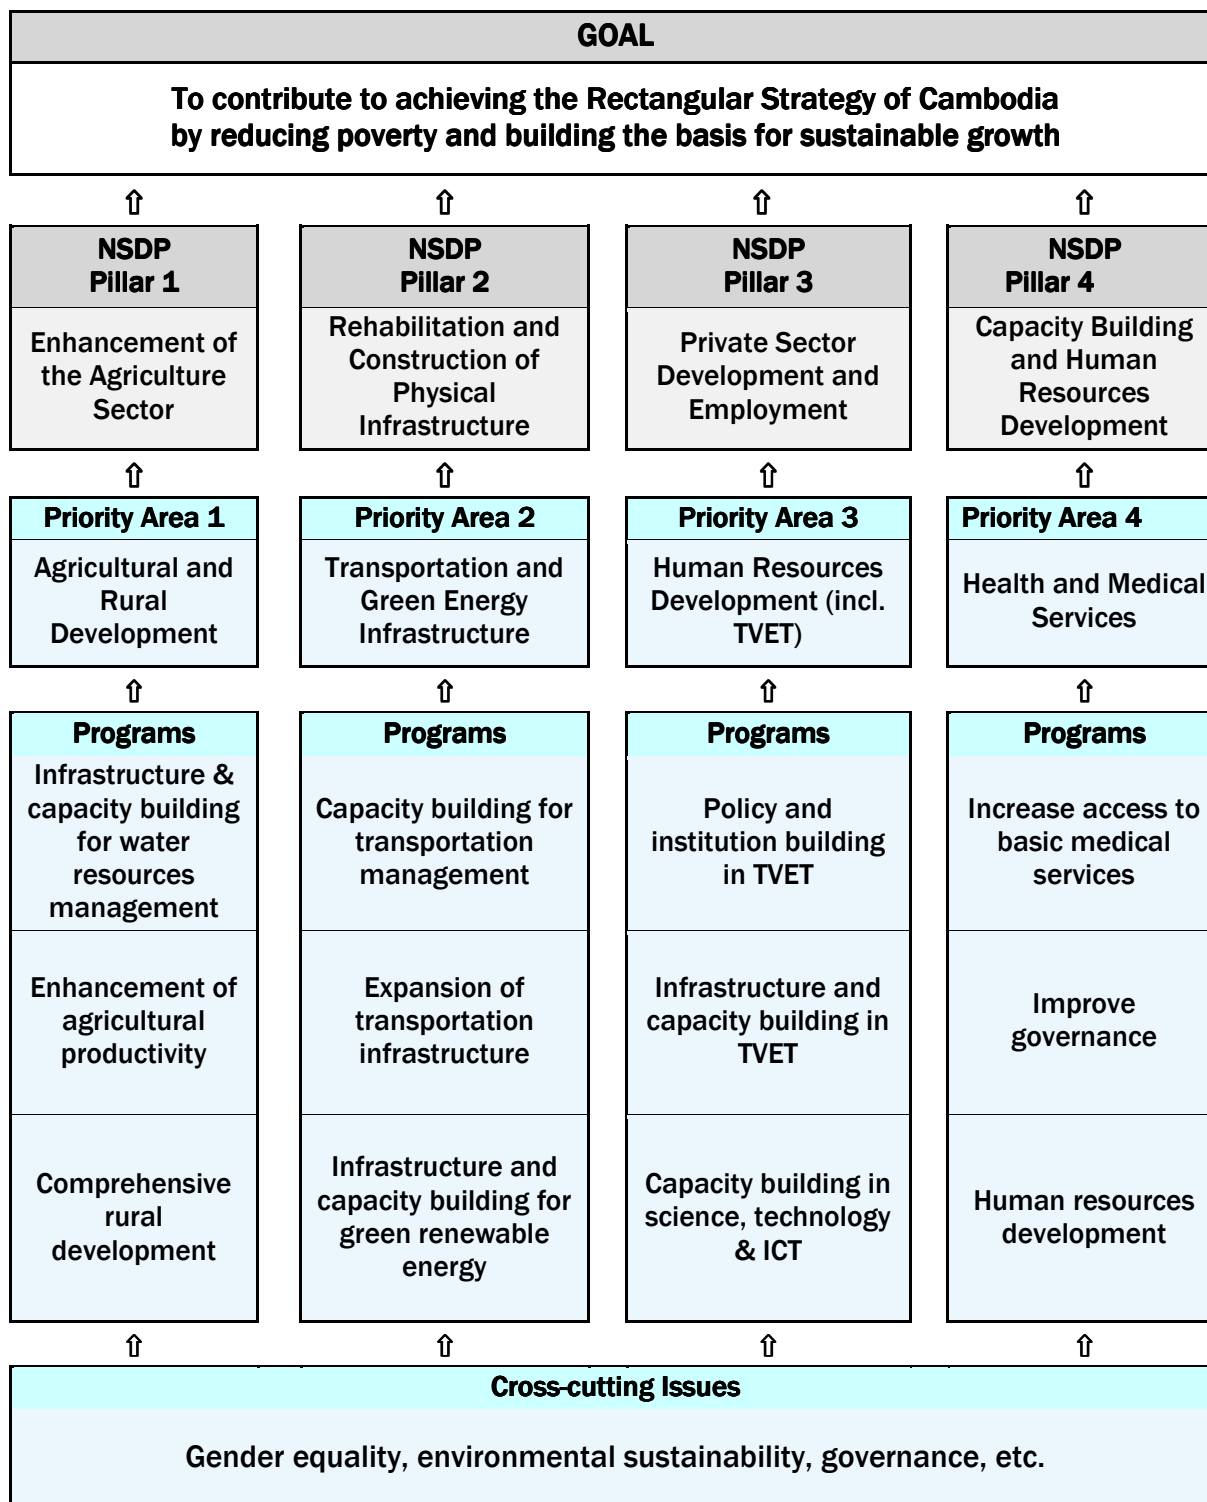 GOAL
To contribute to achieving the Rectangular Strategy of Cambodia
by reducing poverty and building the basis for sustainable growth
⇧ ⇧ ⇧ ⇧
NSDP
Pillar 1
Enhancement of
the Agriculture
Sector
NSDP
Pillar 2
Rehabilitation and
Construction of
Physical
Infrastructure
NSDP
Pillar 3
Private Sector
Development and
Employment
NSDP
Pillar 4
Capacity Building
and Human
Resources
Development
⇧ ⇧ ⇧ ⇧
Priority Area 1
Agricultural and
Rural
Development
Priority Area 2
Transportation and
Green Energy
Infrastructure
Priority Area 3
Human Resources
Development (incl.
TVET)
Priority Area 4
Health and Medical
Services
⇧ ⇧ ⇧ ⇧
Programs
Infrastructure &
capacity building
for water
resources
management
Enhancement of
agricultural
productivity
Comprehensive
rural
development
Programs
Capacity building for
transportation
management
Expansion of
transportation
infrastructure
Infrastructure and
capacity building for
green renewable
energy
Programs
Policy and
institution building
in TVET
Infrastructure and
capacity building in
TVET
Capacity building in
science, technology
& ICT
Programs
Increase access to
basic medical
services
Improve
governance
Human resources
development
⇧ ⇧ ⇧ ⇧
Cross-cutting Issues
Gender equality, environmental sustainability, governance, etc.